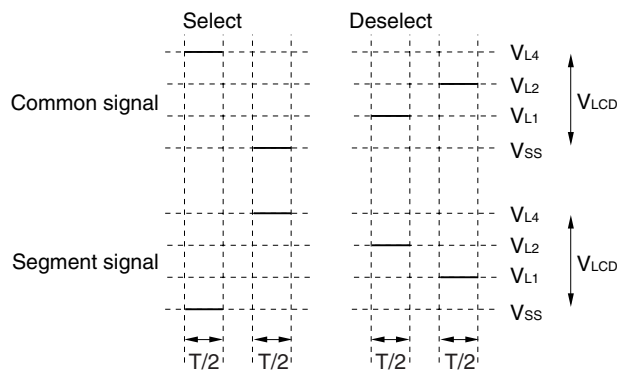 Select Deselect
VL4
VL2
Common signal VLCD
VL1
VSS
VL4
VL2
Segment signal VLCD
VL1
VSS
T/2 T/2 T/2 T/2